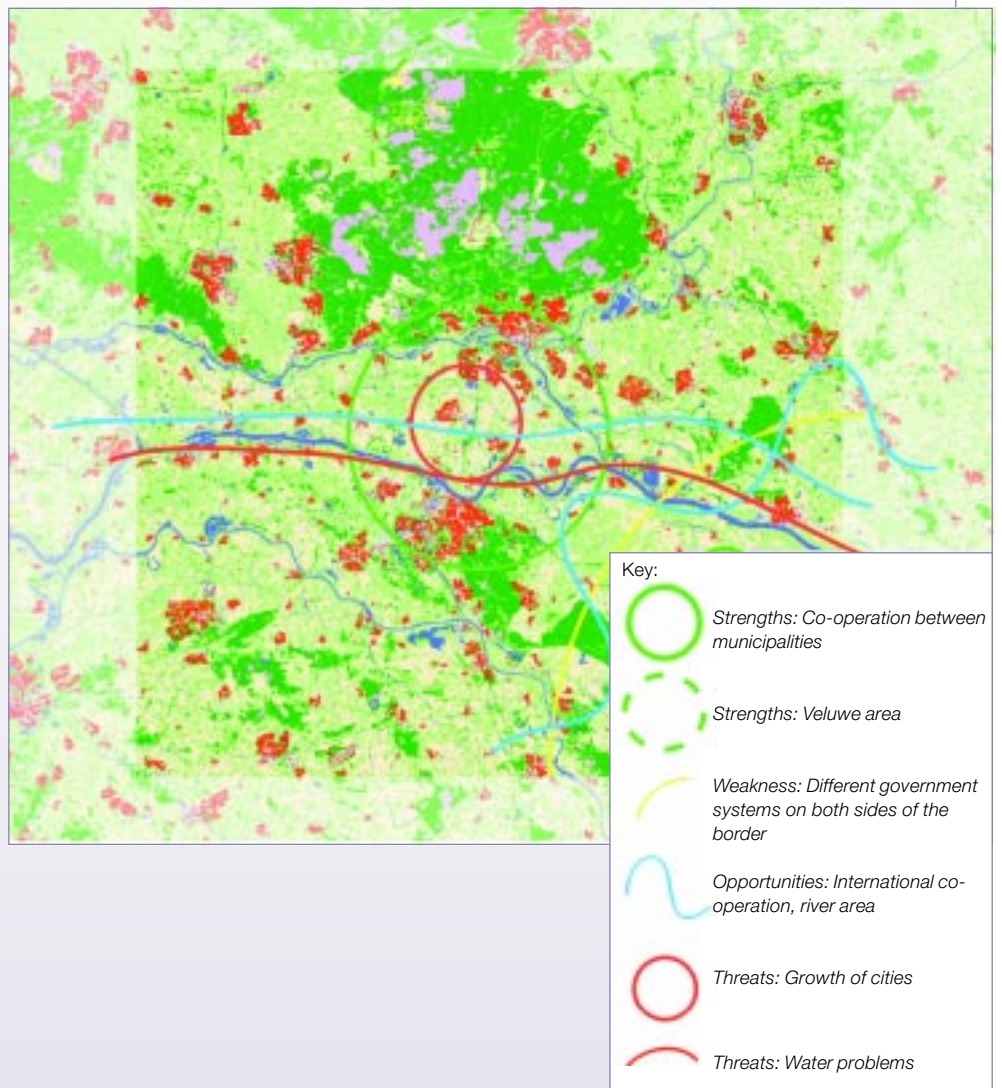 Key:
Strengths: Co-operation between
municipalities
Strengths: Veluwe area
Weakness: Different government
systems on both sides of the
border
Opportunities: International co-
operation, river area
Threats: Growth of cities
Threats: Water problems